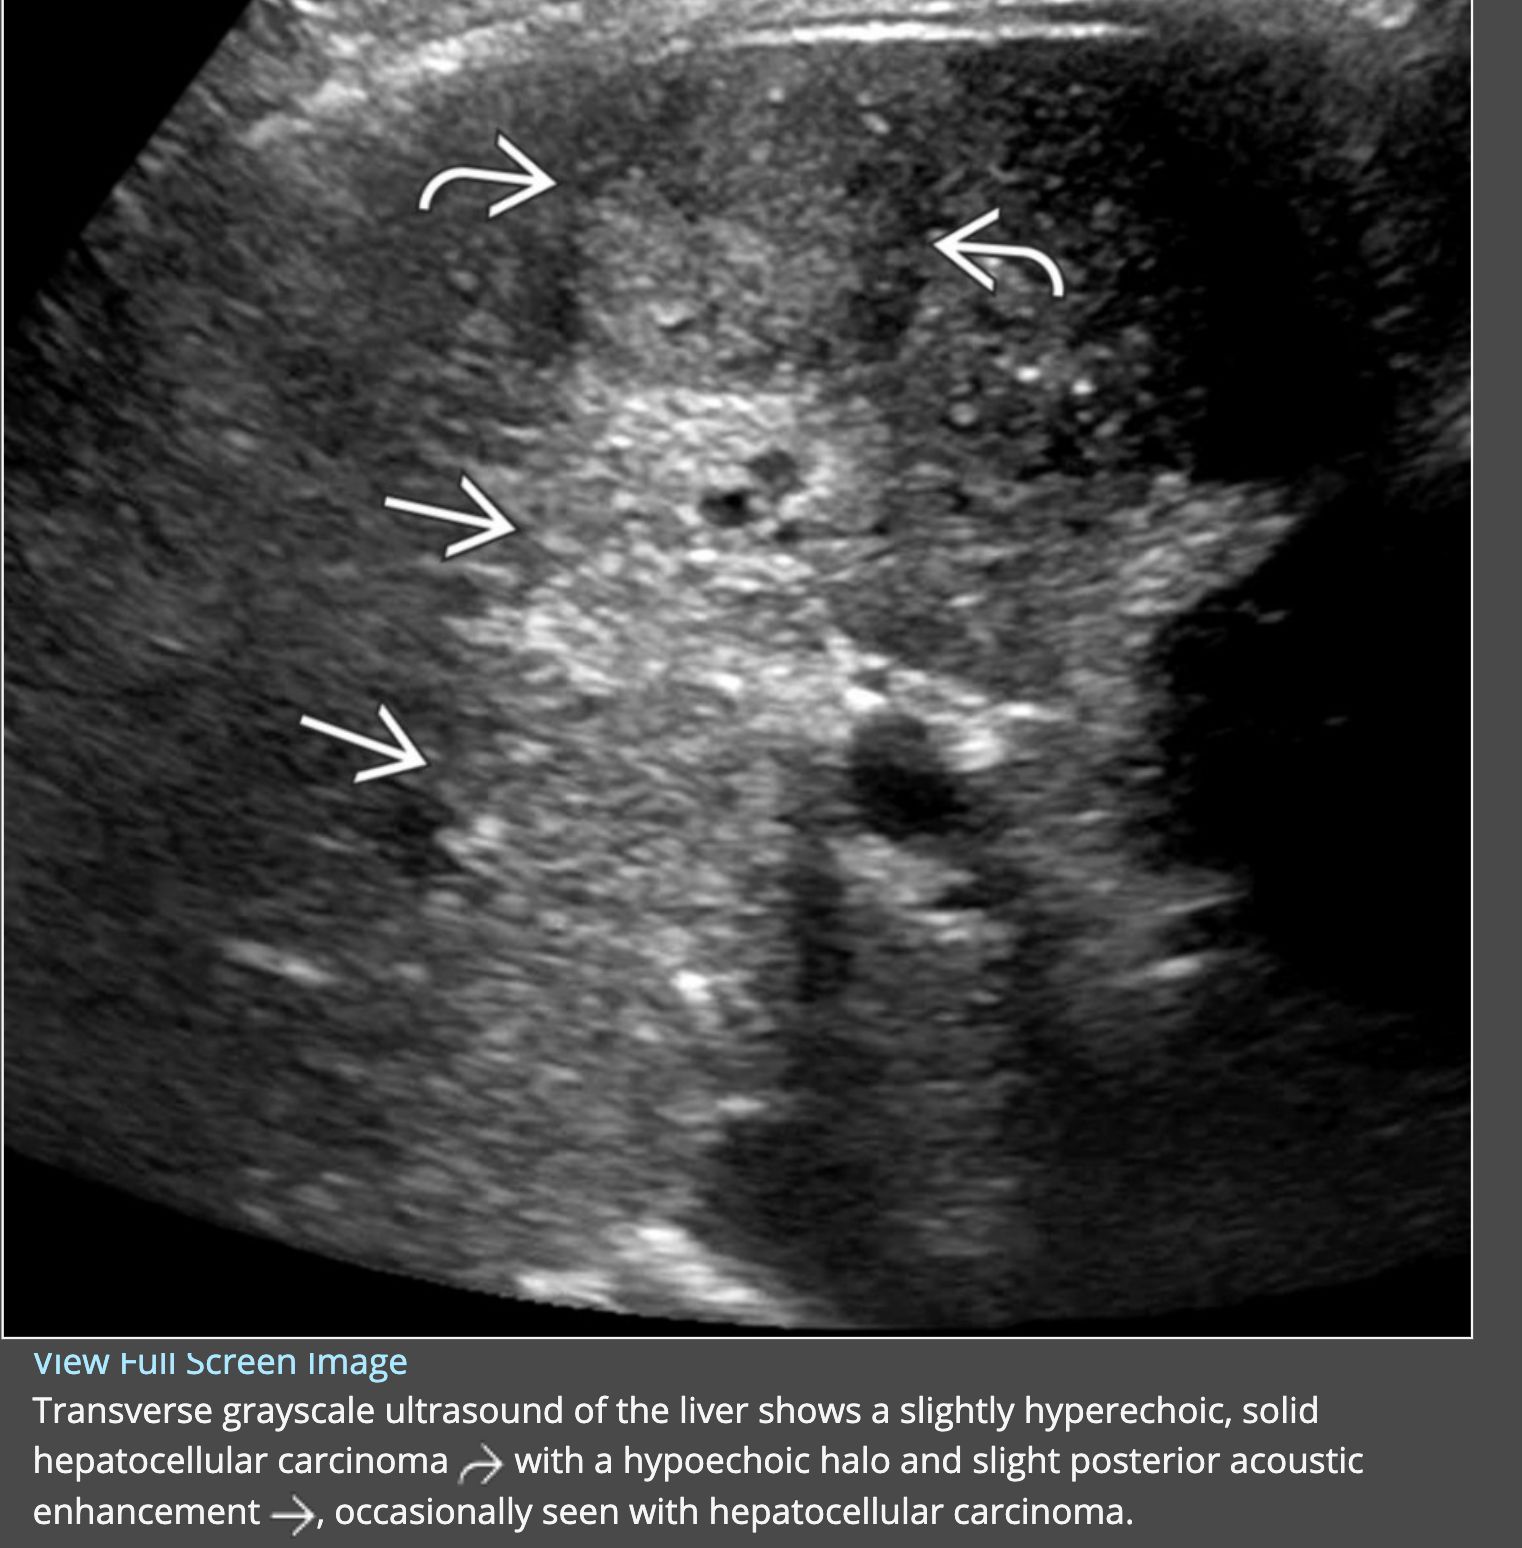 View Full Screen Image
Transverse grayscale ultrasound of the liver shows a slightly hyperechoic, solid
hepatocellular carcinoma with a hypoechoic halo and slight posterior acoustic
enhancement , occasionally seen with hepatocellular carcinoma.